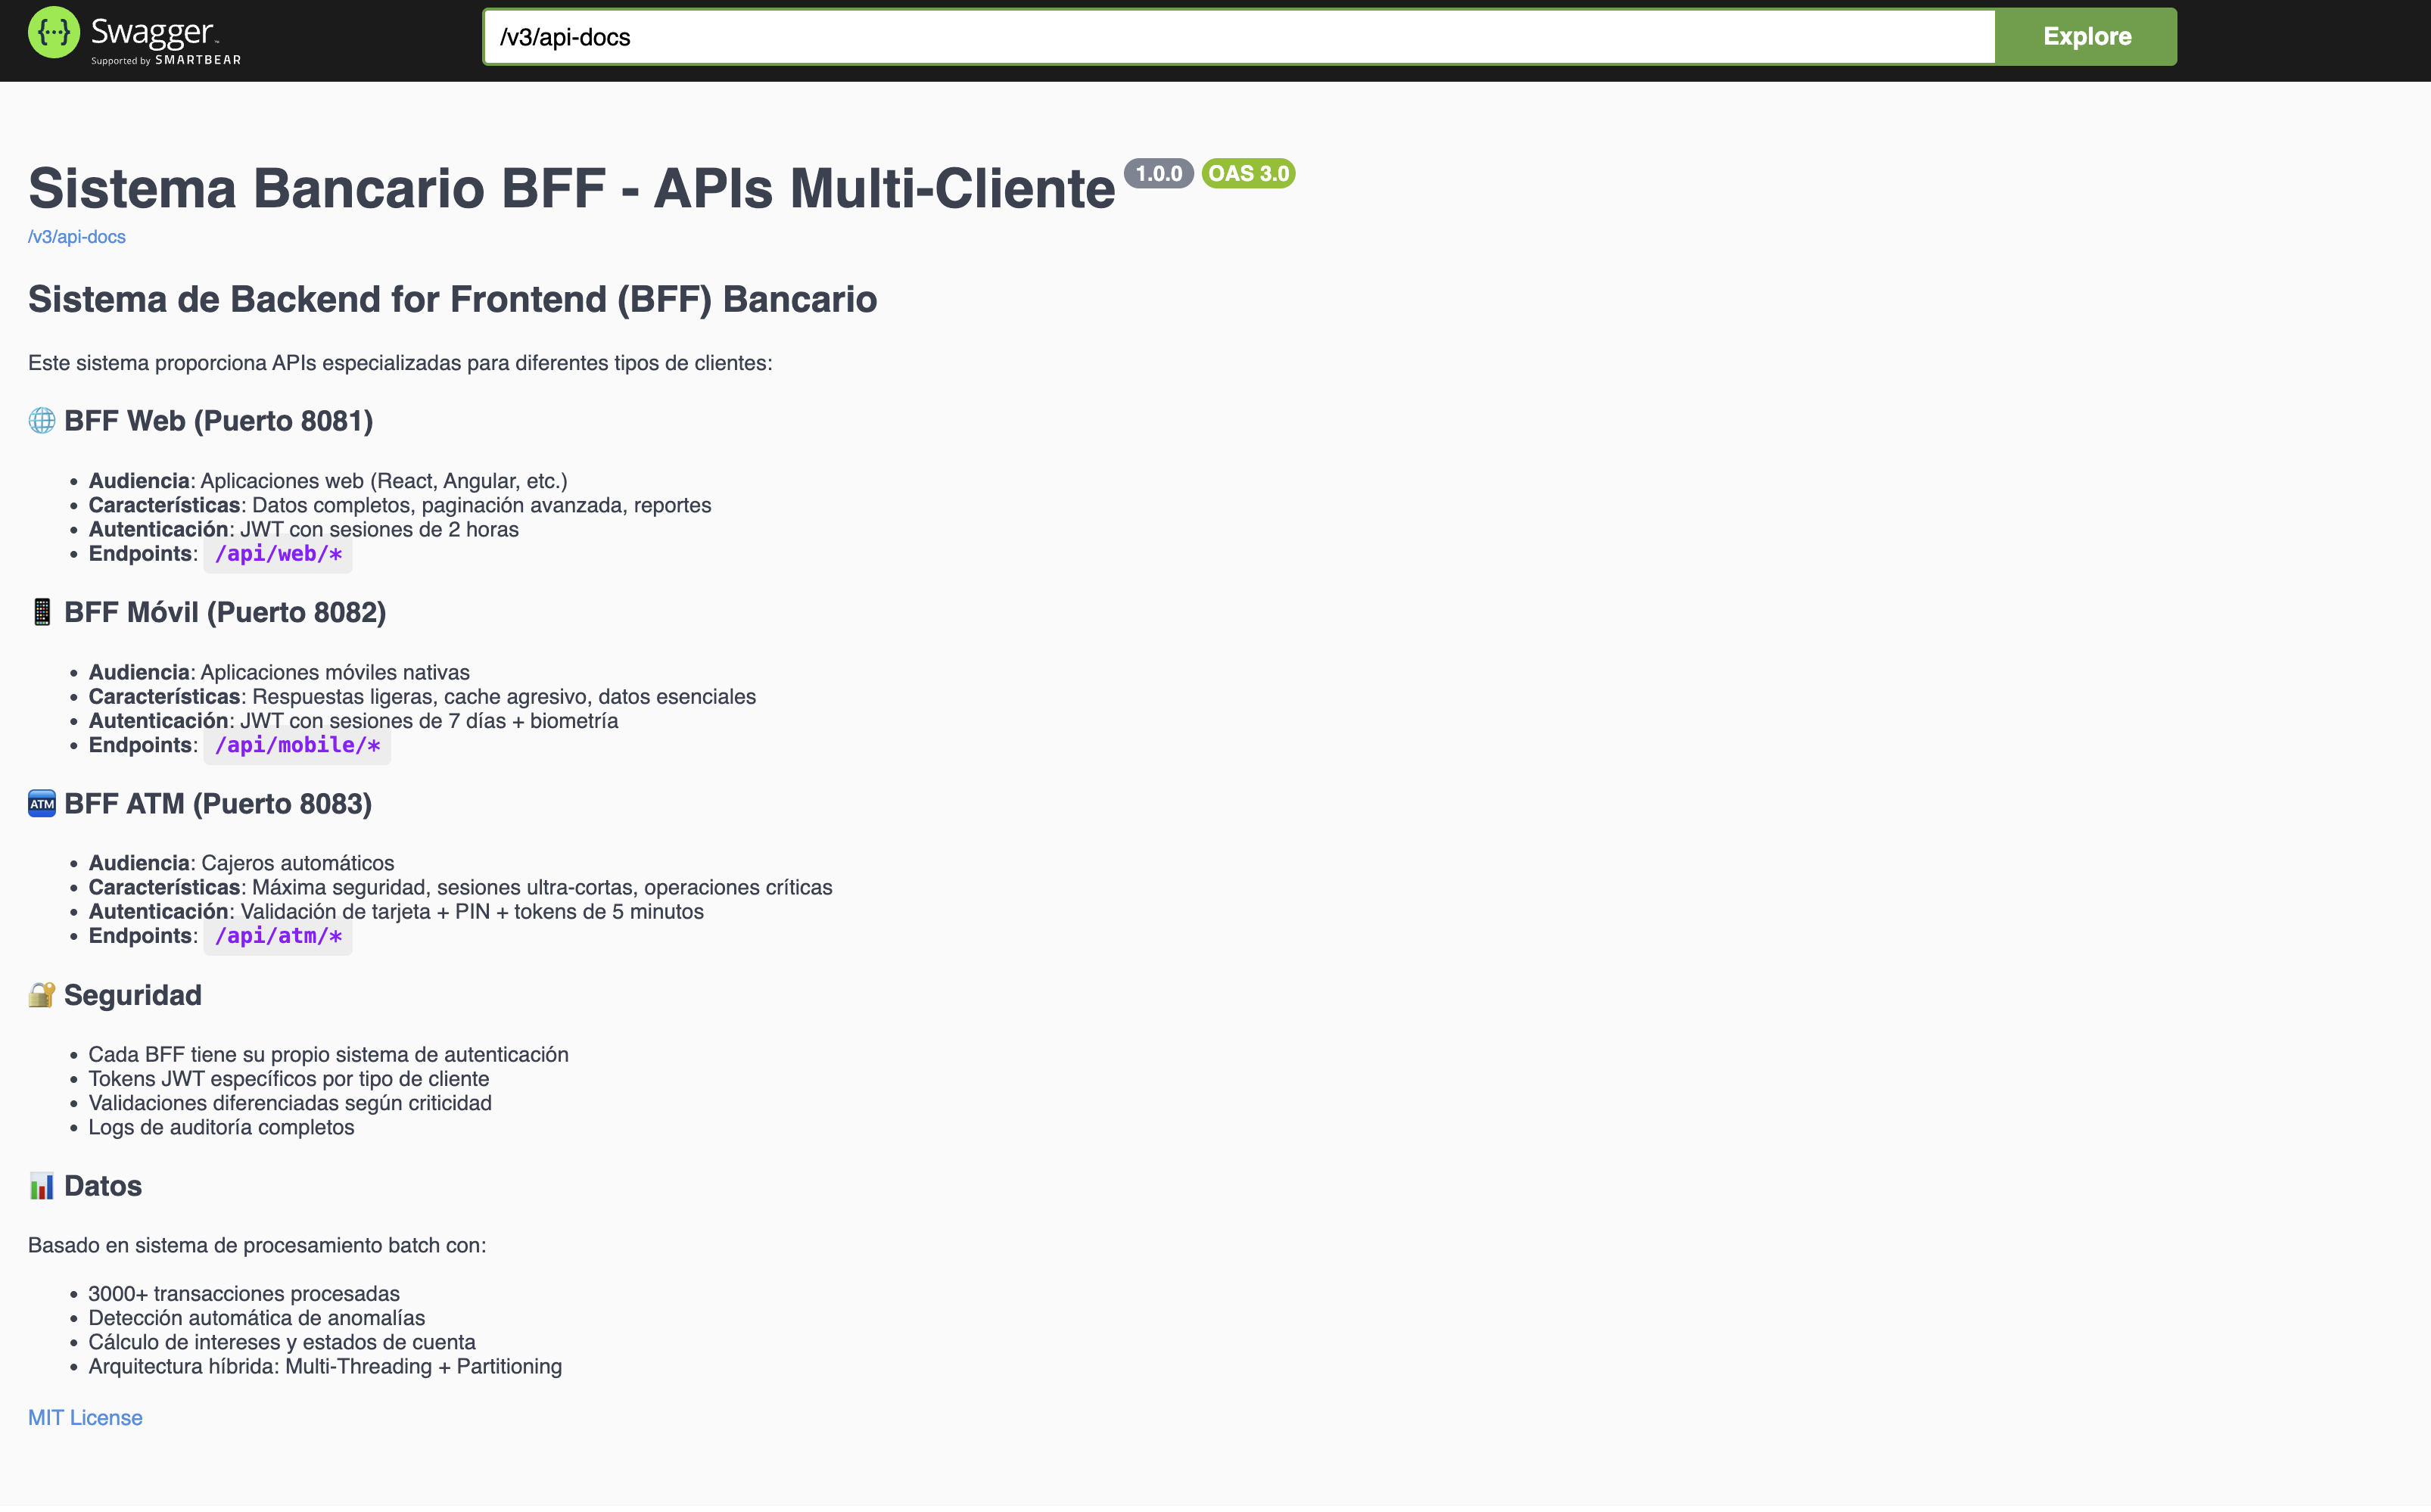 Swagger
Supported by SMARTBEAR
/v3/api-docs
Explore
Sistema Bancario BFF - APIs Multi-Cliente 1.0.0 OAS 3.0
/v3/api-docs
Sistema de Backend for Frontend (BFF) Bancario
Este sistema proporciona APIs especializadas para diferentes tipos de clientes:
🌐 BFF Web (Puerto 8081)
• Audiencia: Aplicaciones web (React, Angular, etc.)
• Características: Datos completos, paginación avanzada, reportes
• Autenticación: JWT con sesiones de 2 horas
• Endpoints: /api/web/*
📱 BFF Móvil (Puerto 8082)
• Audiencia: Aplicaciones móviles nativas
• Características: Respuestas ligeras, cache agresivo, datos esenciales
• Autenticación: JWT con sesiones de 7 días + biometría
• Endpoints: /api/mobile/*
🏧 BFF ATM (Puerto 8083)
• Audiencia: Cajeros automáticos
• Características: Máxima seguridad, sesiones ultra-cortas, operaciones críticas
• Autenticación: Validación de tarjeta + PIN + tokens de 5 minutos
• Endpoints: /api/atm/*
🔐 Seguridad
• Cada BFF tiene su propio sistema de autenticación
• Tokens JWT específicos por tipo de cliente
• Validaciones diferenciadas según criticidad
• Logs de auditoría completos
📊 Datos
Basado en sistema de procesamiento batch con:
• 3000+ transacciones procesadas
• Detección automática de anomalías
• Cálculo de intereses y estados de cuenta
• Arquitectura híbrida: Multi-Threading + Partitioning
MIT License